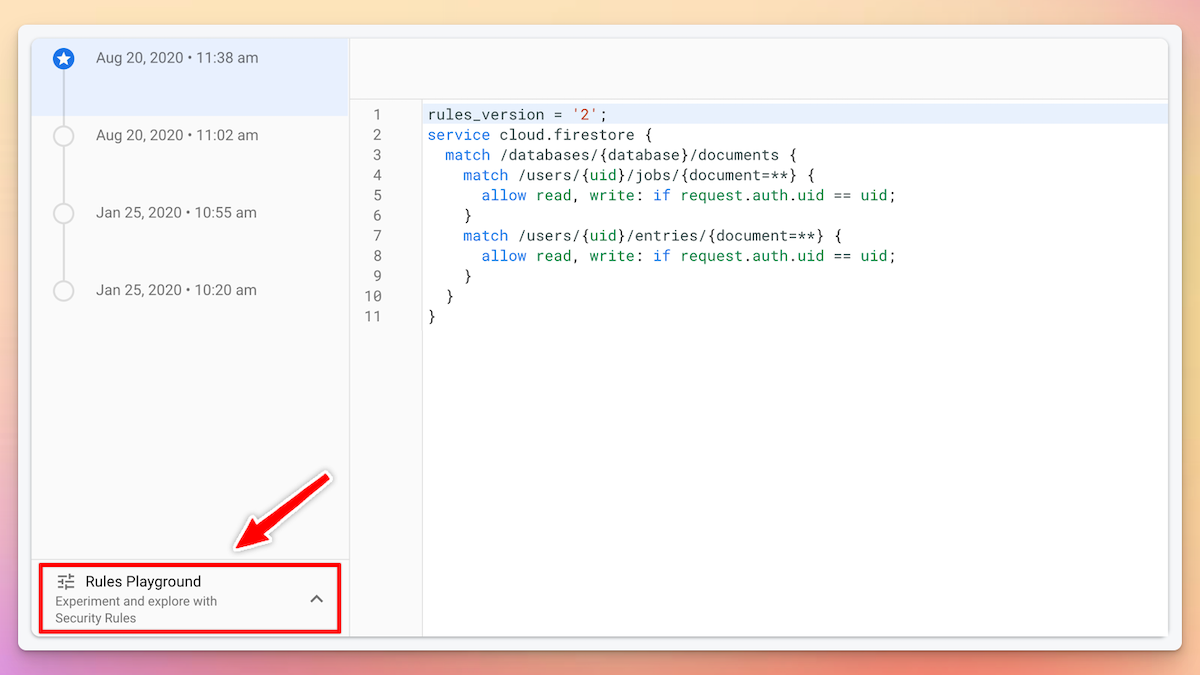 Aug 20, 2020 • 11:38 am
Aug 20, 2020 • 11:02 am
Jan 25, 2020 • 10:55 am
Jan 25, 2020 • 10:20 am
Rules Playground
Experiment and explore with
Security Rules
1 rules_version = '2';
2 service cloud.firestore {
3   match /databases/{database}/documents {
4     match /users/{uid}/jobs/{document=**} {
5       allow read, write: if request.auth.uid == uid;
6     }
7     match /users/{uid}/entries/{document=**} {
8       allow read, write: if request.auth.uid == uid;
9     }
10   }
11 }